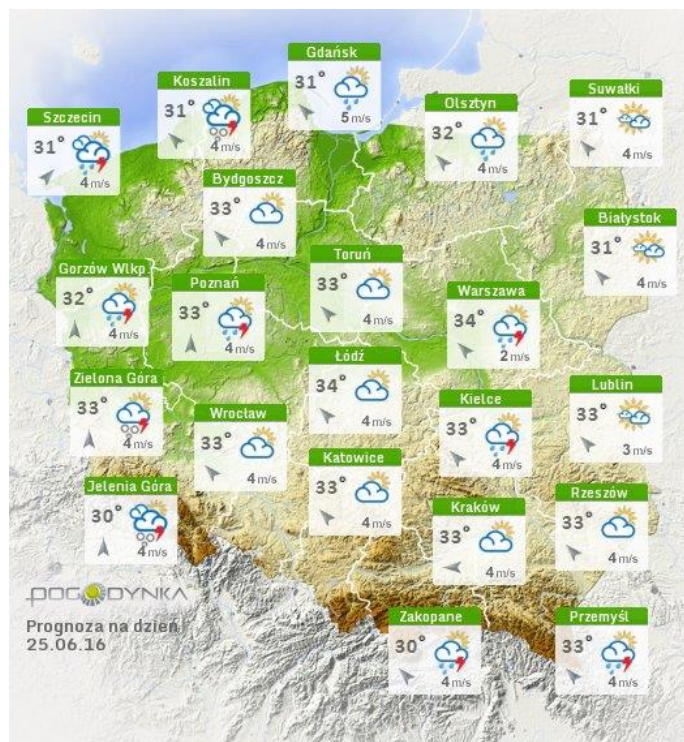 Gdańsk
31°
5 m/s
Koszalin
31°
4 m/s
Suwałki
31°
4 m/s
Olsztyn
32°
4 m/s
Szczecin
31°
4 m/s
Bydgoszcz
33°
4 m/s
Białystok
31°
4 m/s
Toruń
33°
4 m/s
Gorzów Wlkp.
32°
4 m/s
Poznań
33°
4 m/s
Warszawa
34°
2 m/s
Łódź
34°
4 m/s
Zielona Góra
33°
4 m/s
Lublin
33°
3 m/s
Kielce
33°
4 m/s
Wrocław
33°
4 m/s
Katowice
33°
4 m/s
Jelenia Góra
30°
4 m/s
Rzeszów
33°
4 m/s
Kraków
33°
4 m/s
POGODYNKA
Prognoza na dzień
25.06.16
Zakopane
30°
4 m/s
Przemyśl
33°
4 m/s